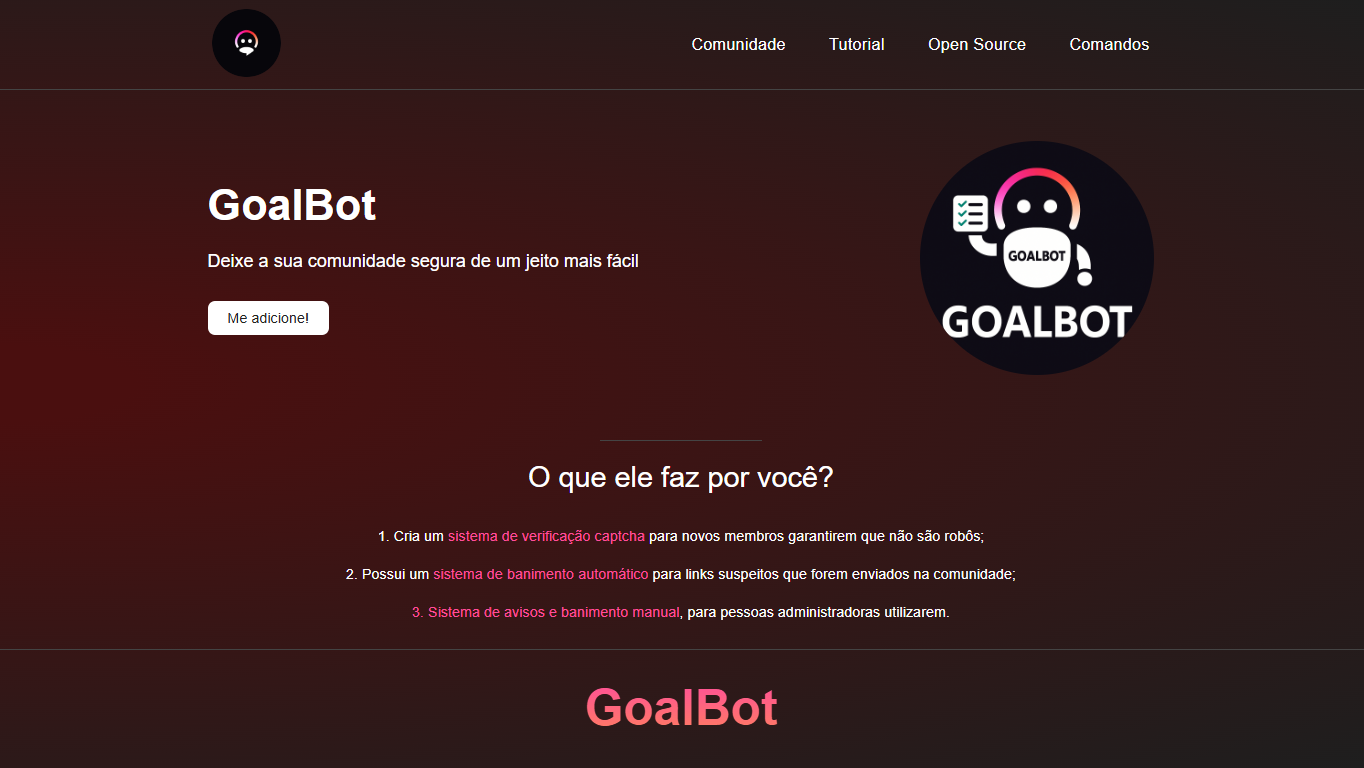 Comunidade Tutorial Open Source Comandos
GoalBot
Deixe a sua comunidade segura de um jeito mais fácil
Me adicione!
GOALBOT
GOALBOT
O que ele faz por você?
1. Cria um sistema de verificação captcha para novos membros garantirem que não são robôs;
2. Possui um sistema de banimento automático para links suspeitos que forem enviados na comunidade;
3. Sistema de avisos e banimento manual, para pessoas administradoras utilizarem.
GoalBot